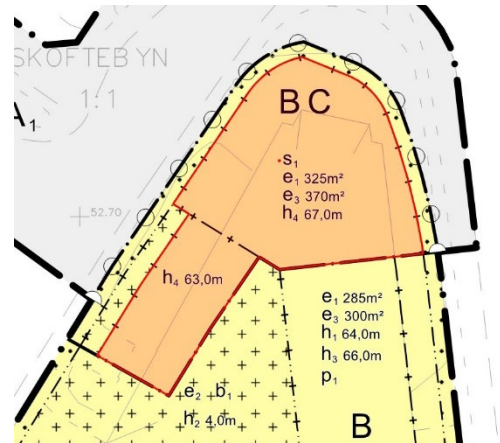 SKOFTEBYN
1:1
A₁
52.70
BC
s₁
e₁ 325m²
e₃ 370m²
h₄ 67,0m
h₄ 63,0m
e₁ 285m²
e₃ 300m²
h₁ 64,0m
h₃ 66,0m
p₁
e₂ b₁
h₂ 4,0m
B